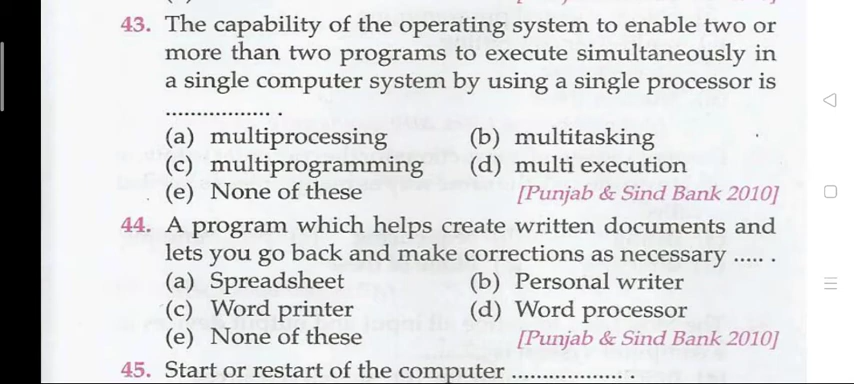 43. The capability of the operating system to enable two or
more than two programs to execute simultaneously in
a single computer system by using a single processor is
....................
(a) multiprocessing (b) multitasking
(c) multiprogramming (d) multi execution
(e) None of these [Punjab & Sind Bank 2010]
44. A program which helps create written documents and
lets you go back and make corrections as necessary ..... .
(a) Spreadsheet (b) Personal writer
(c) Word printer (d) Word processor
(e) None of these [Punjab & Sind Bank 2010]
45. Start or restart of the computer ................... .